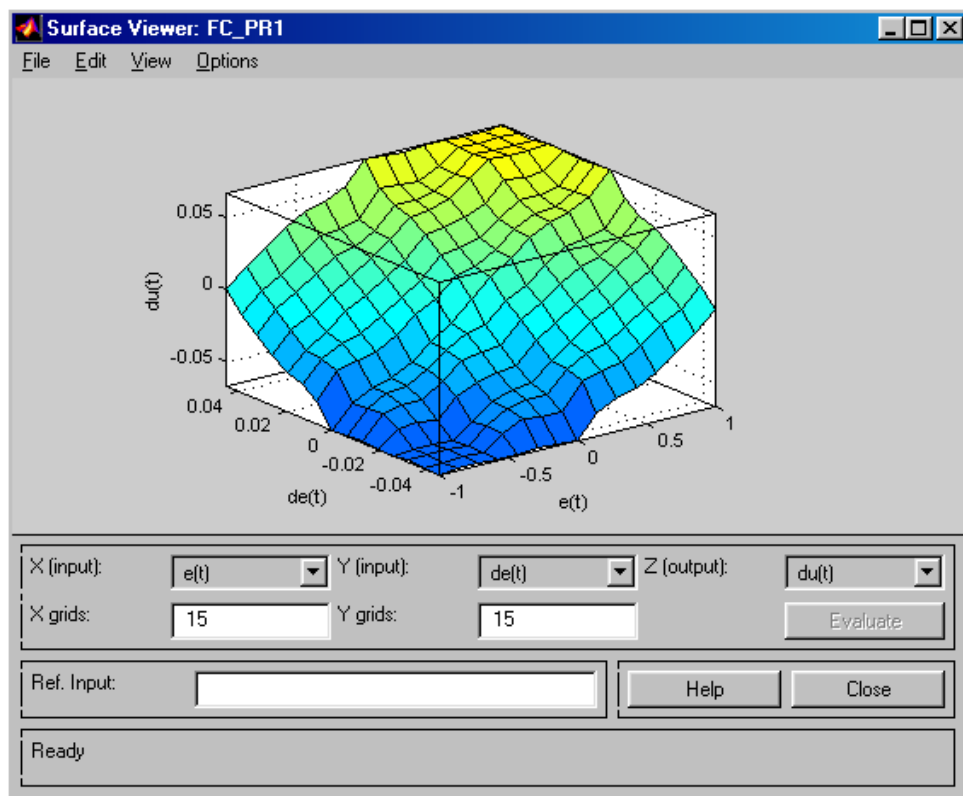 Surface Viewer: FC_PR1
File Edit View Options
0.05
0
-0.05
du(t)
0.04
0.02
0
-0.02
-0.04
de(t)
-1
-0.5
0
0.5
1
e(t)
X (input): e(t) Y (input): de(t) Z (output): du(t)
X grids: 15 Y grids: 15 Evaluate
Ref. Input: Help Close
Ready